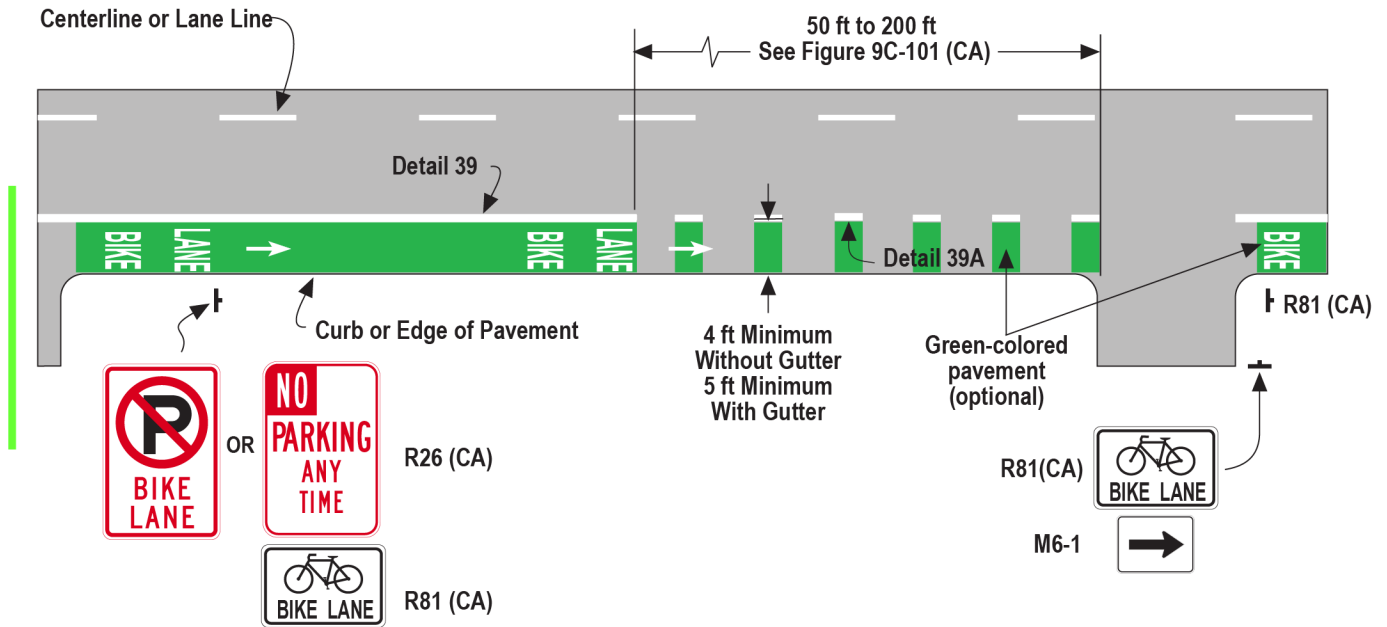 Centerline or Lane Line
50 ft to 200 ft
See Figure 9C-101 (CA)
Detail 39
BIKE
LANE
BIKE
LANE
Detail 39A
BIKE
Curb or Edge of Pavement
R81 (CA)
4 ft Minimum
Without Gutter
5 ft Minimum
With Gutter
Green-colored
pavement
(optional)
P
BIKE
LANE
OR
NO
PARKING
ANY
TIME
R26 (CA)
BIKE LANE
R81 (CA)
R81(CA)
BIKE LANE
M6-1